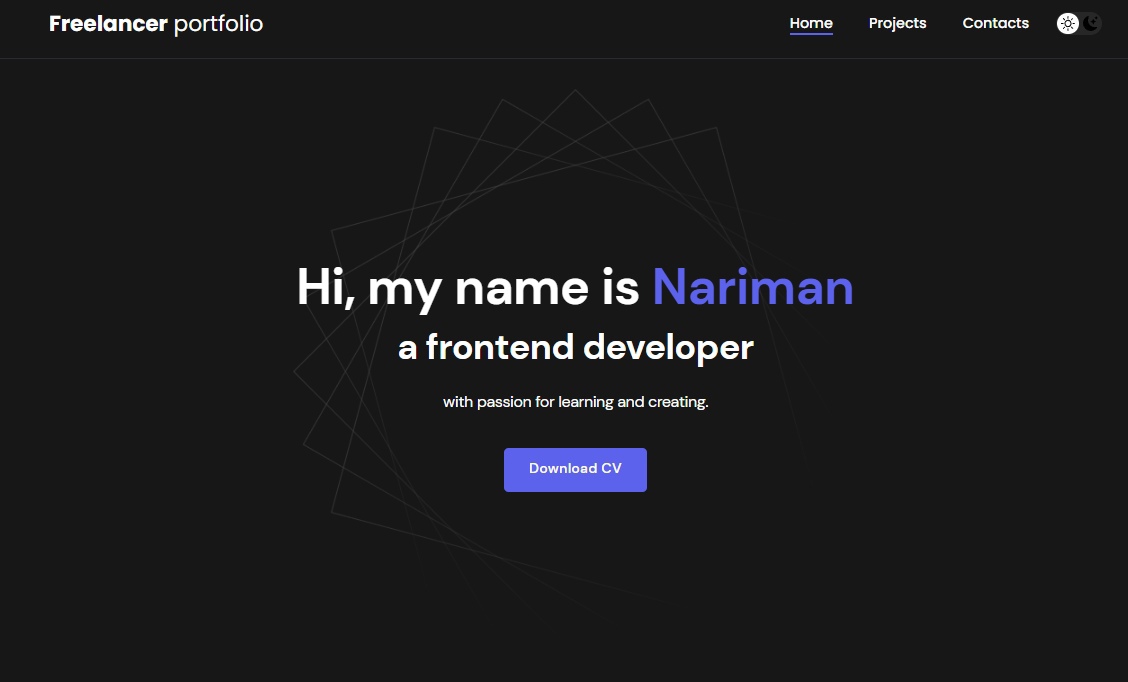 Freelancer portfolio
Home Projects Contacts
Hi, my name is Nariman
a frontend developer
with passion for learning and creating.
Download CV